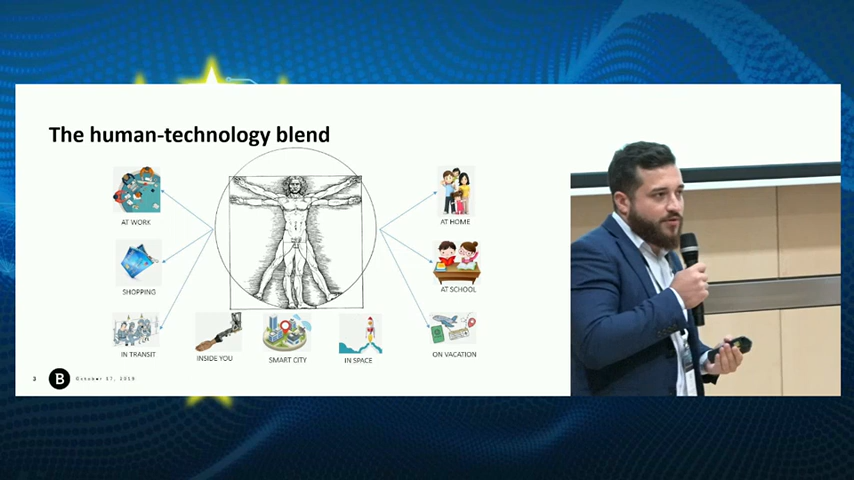 The human-technology blend
AT WORK
AT HOME
SHOPPING
AT SCHOOL
IN TRANSIT
INSIDE YOU
SMART CITY
IN SPACE
ON VACATION
3
B
October 17, 2019